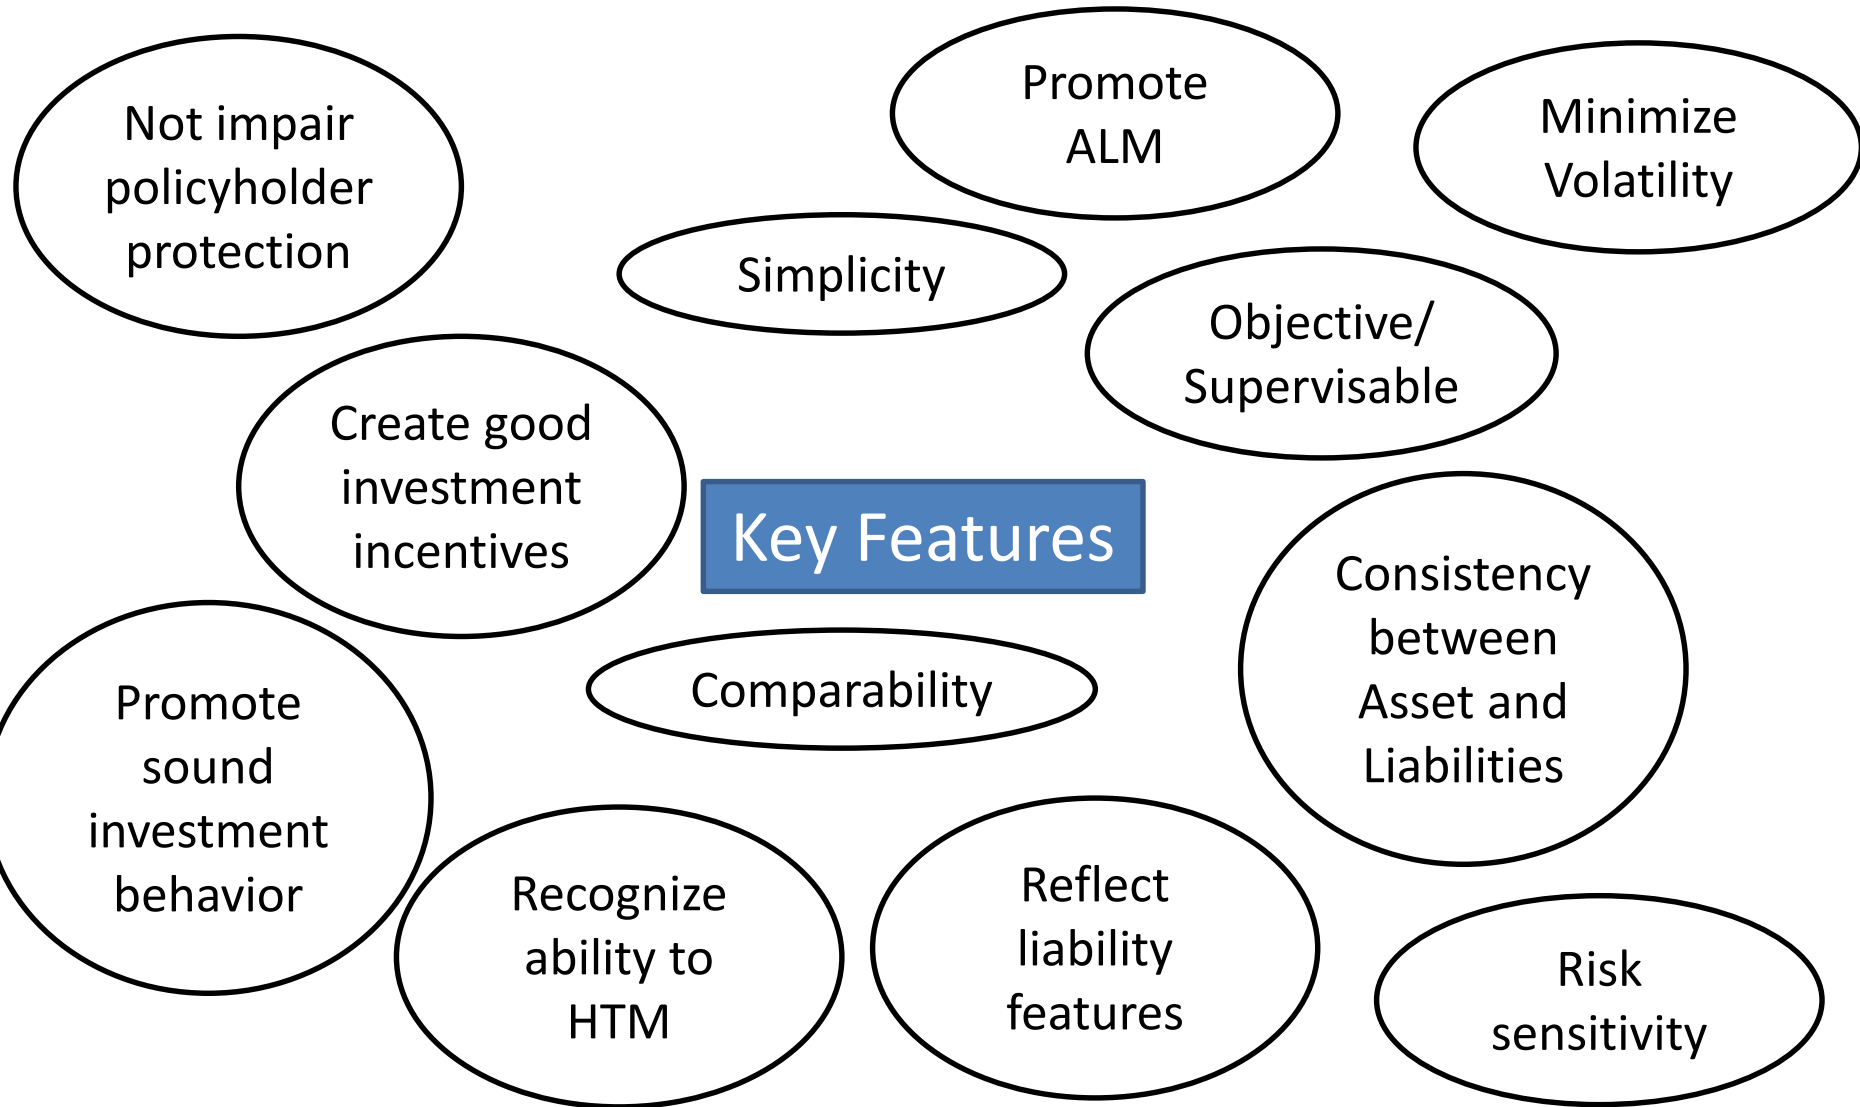 Not impair
policyholder
protection
Promote
ALM
Minimize
Volatility
Simplicity
Objective/
Supervisable
Create good
investment
incentives
Key Features
Consistency
between
Asset and
Liabilities
Comparability
Promote
sound
investment
behavior
Recognize
ability to
HTM
Reflect
liability
features
Risk
sensitivity